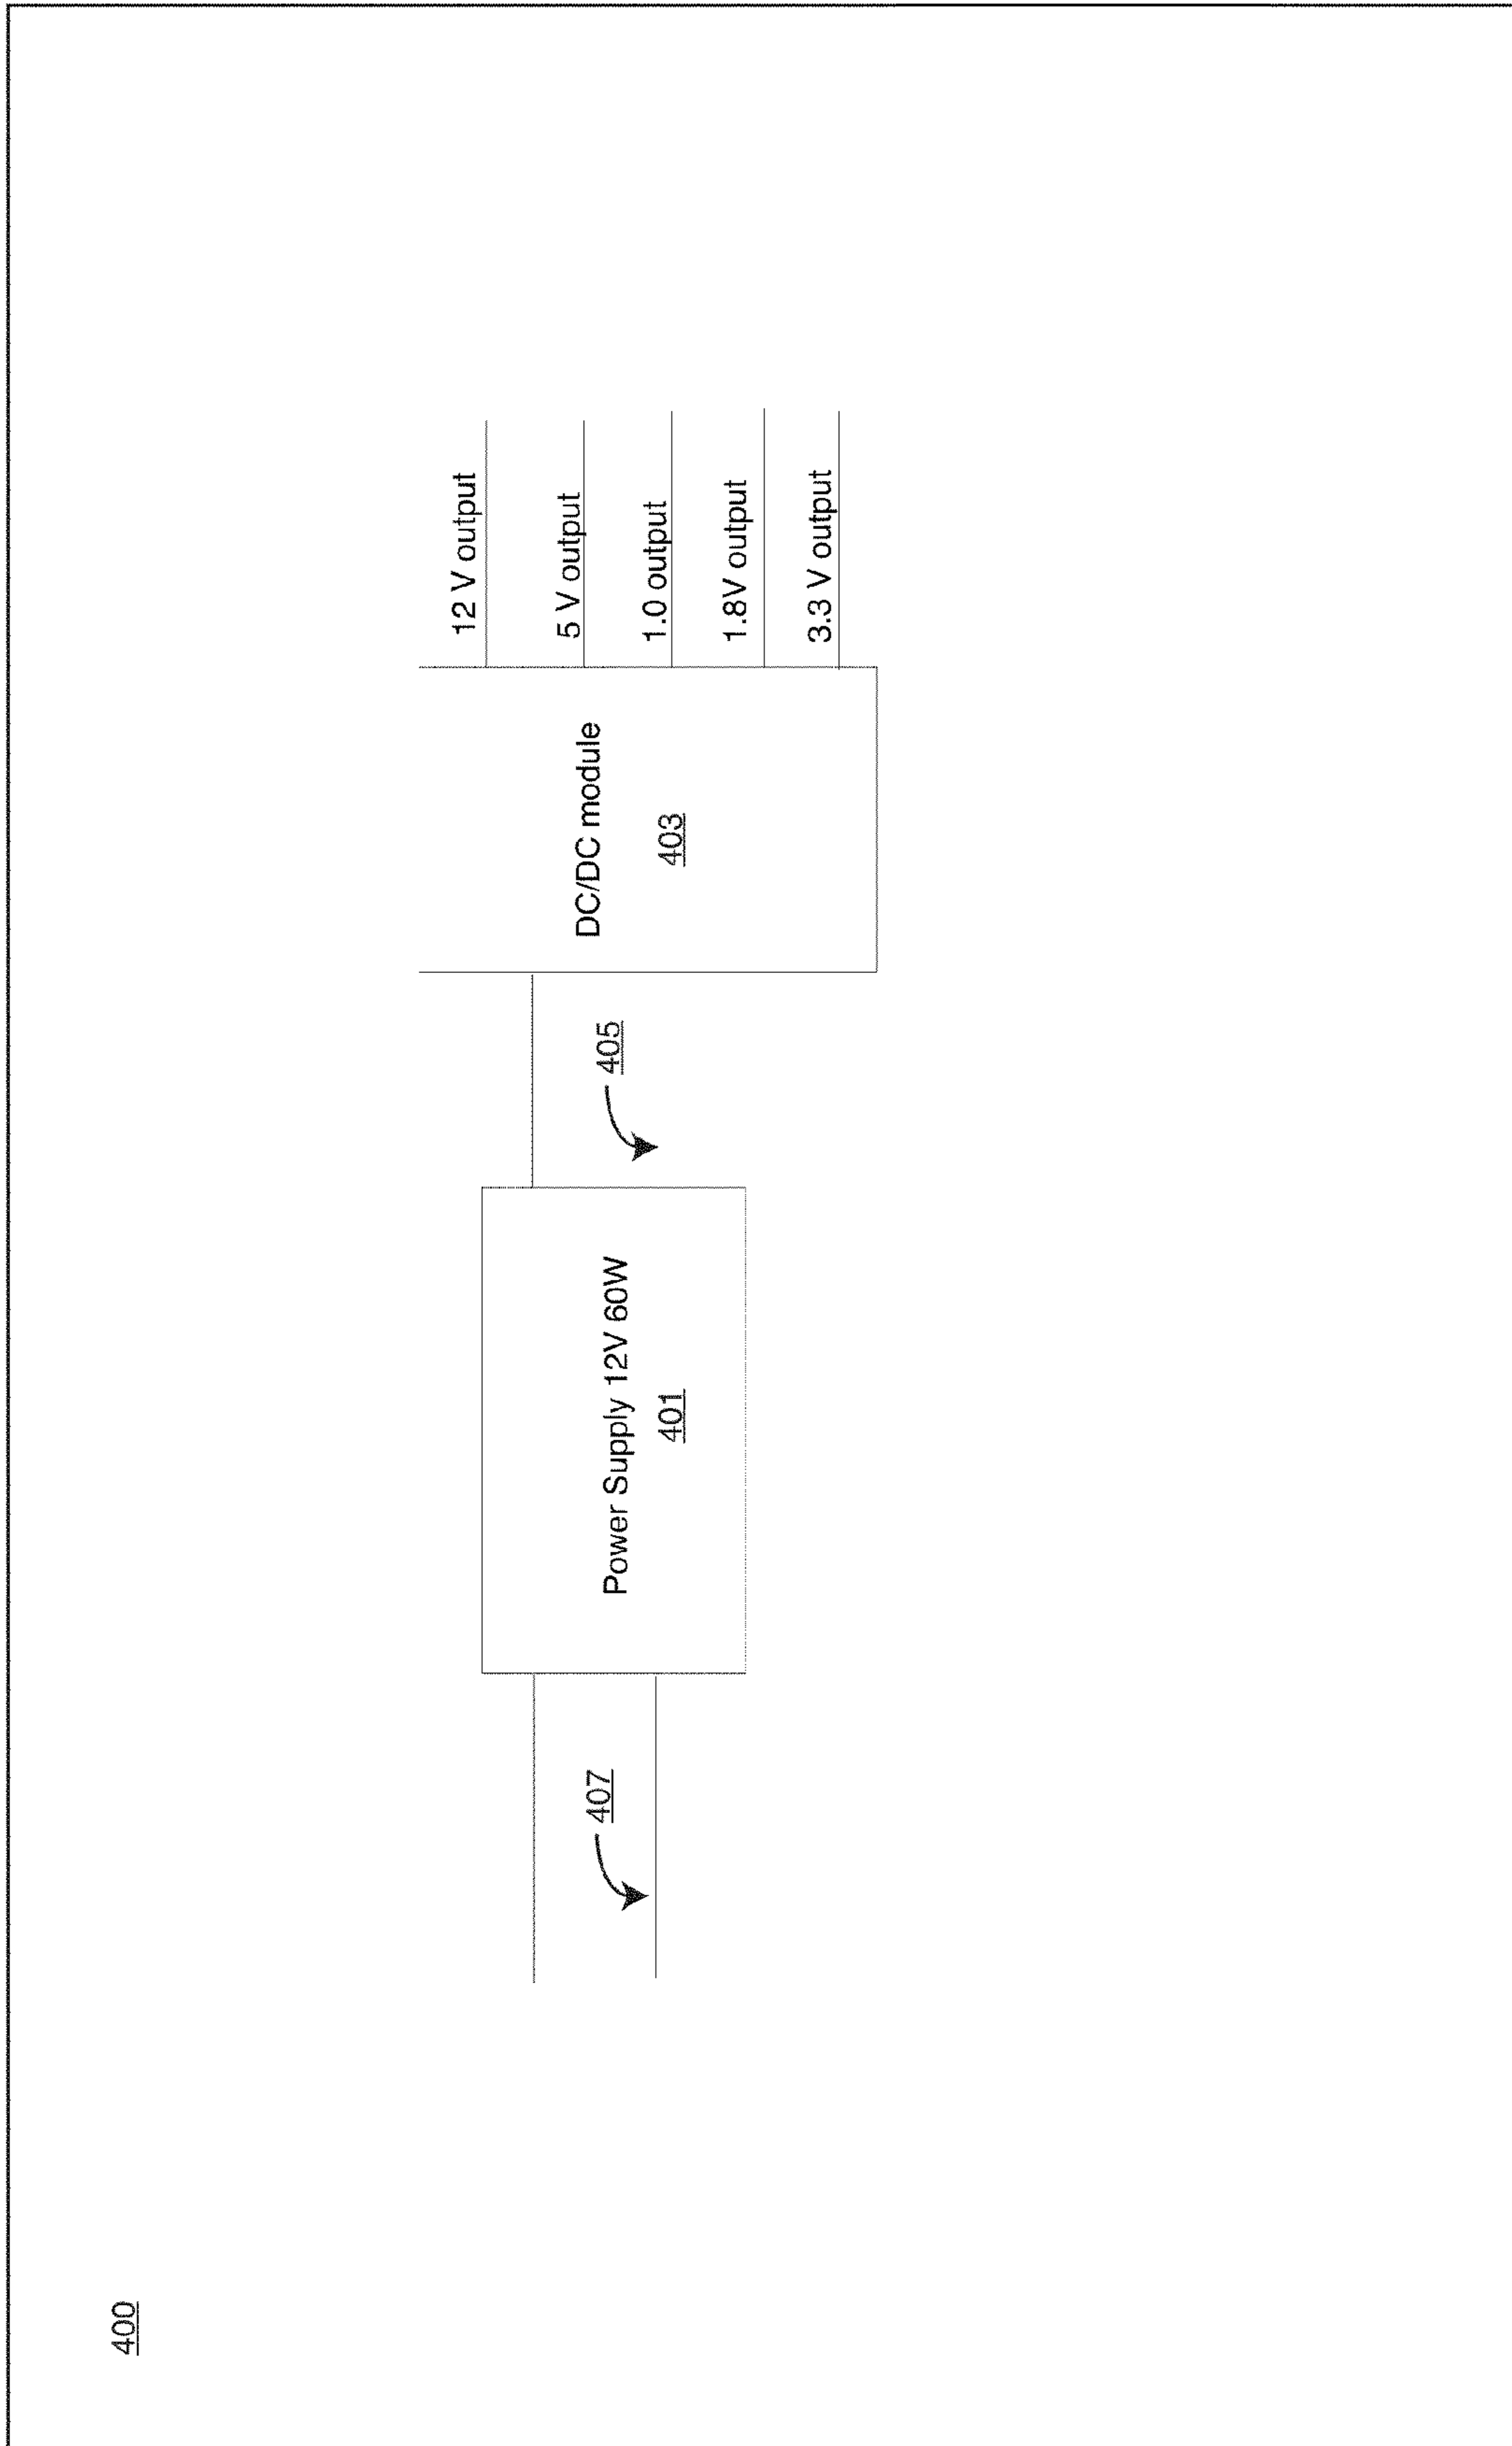 400
407
Power Supply 12V 60W
401
405
DC/DC module
403
12 V output
5 V output
1.0 output
1.8V output
3.3 V output